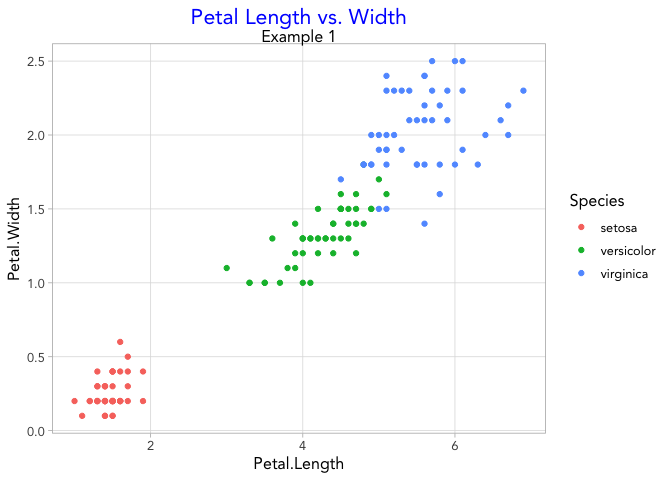 Petal Length vs. Width
Example 1
2.5
2.0
1.5
1.0
0.5
0.0
Petal.Width
2 4 6
Petal.Length
Species
setosa
versicolor
virginica